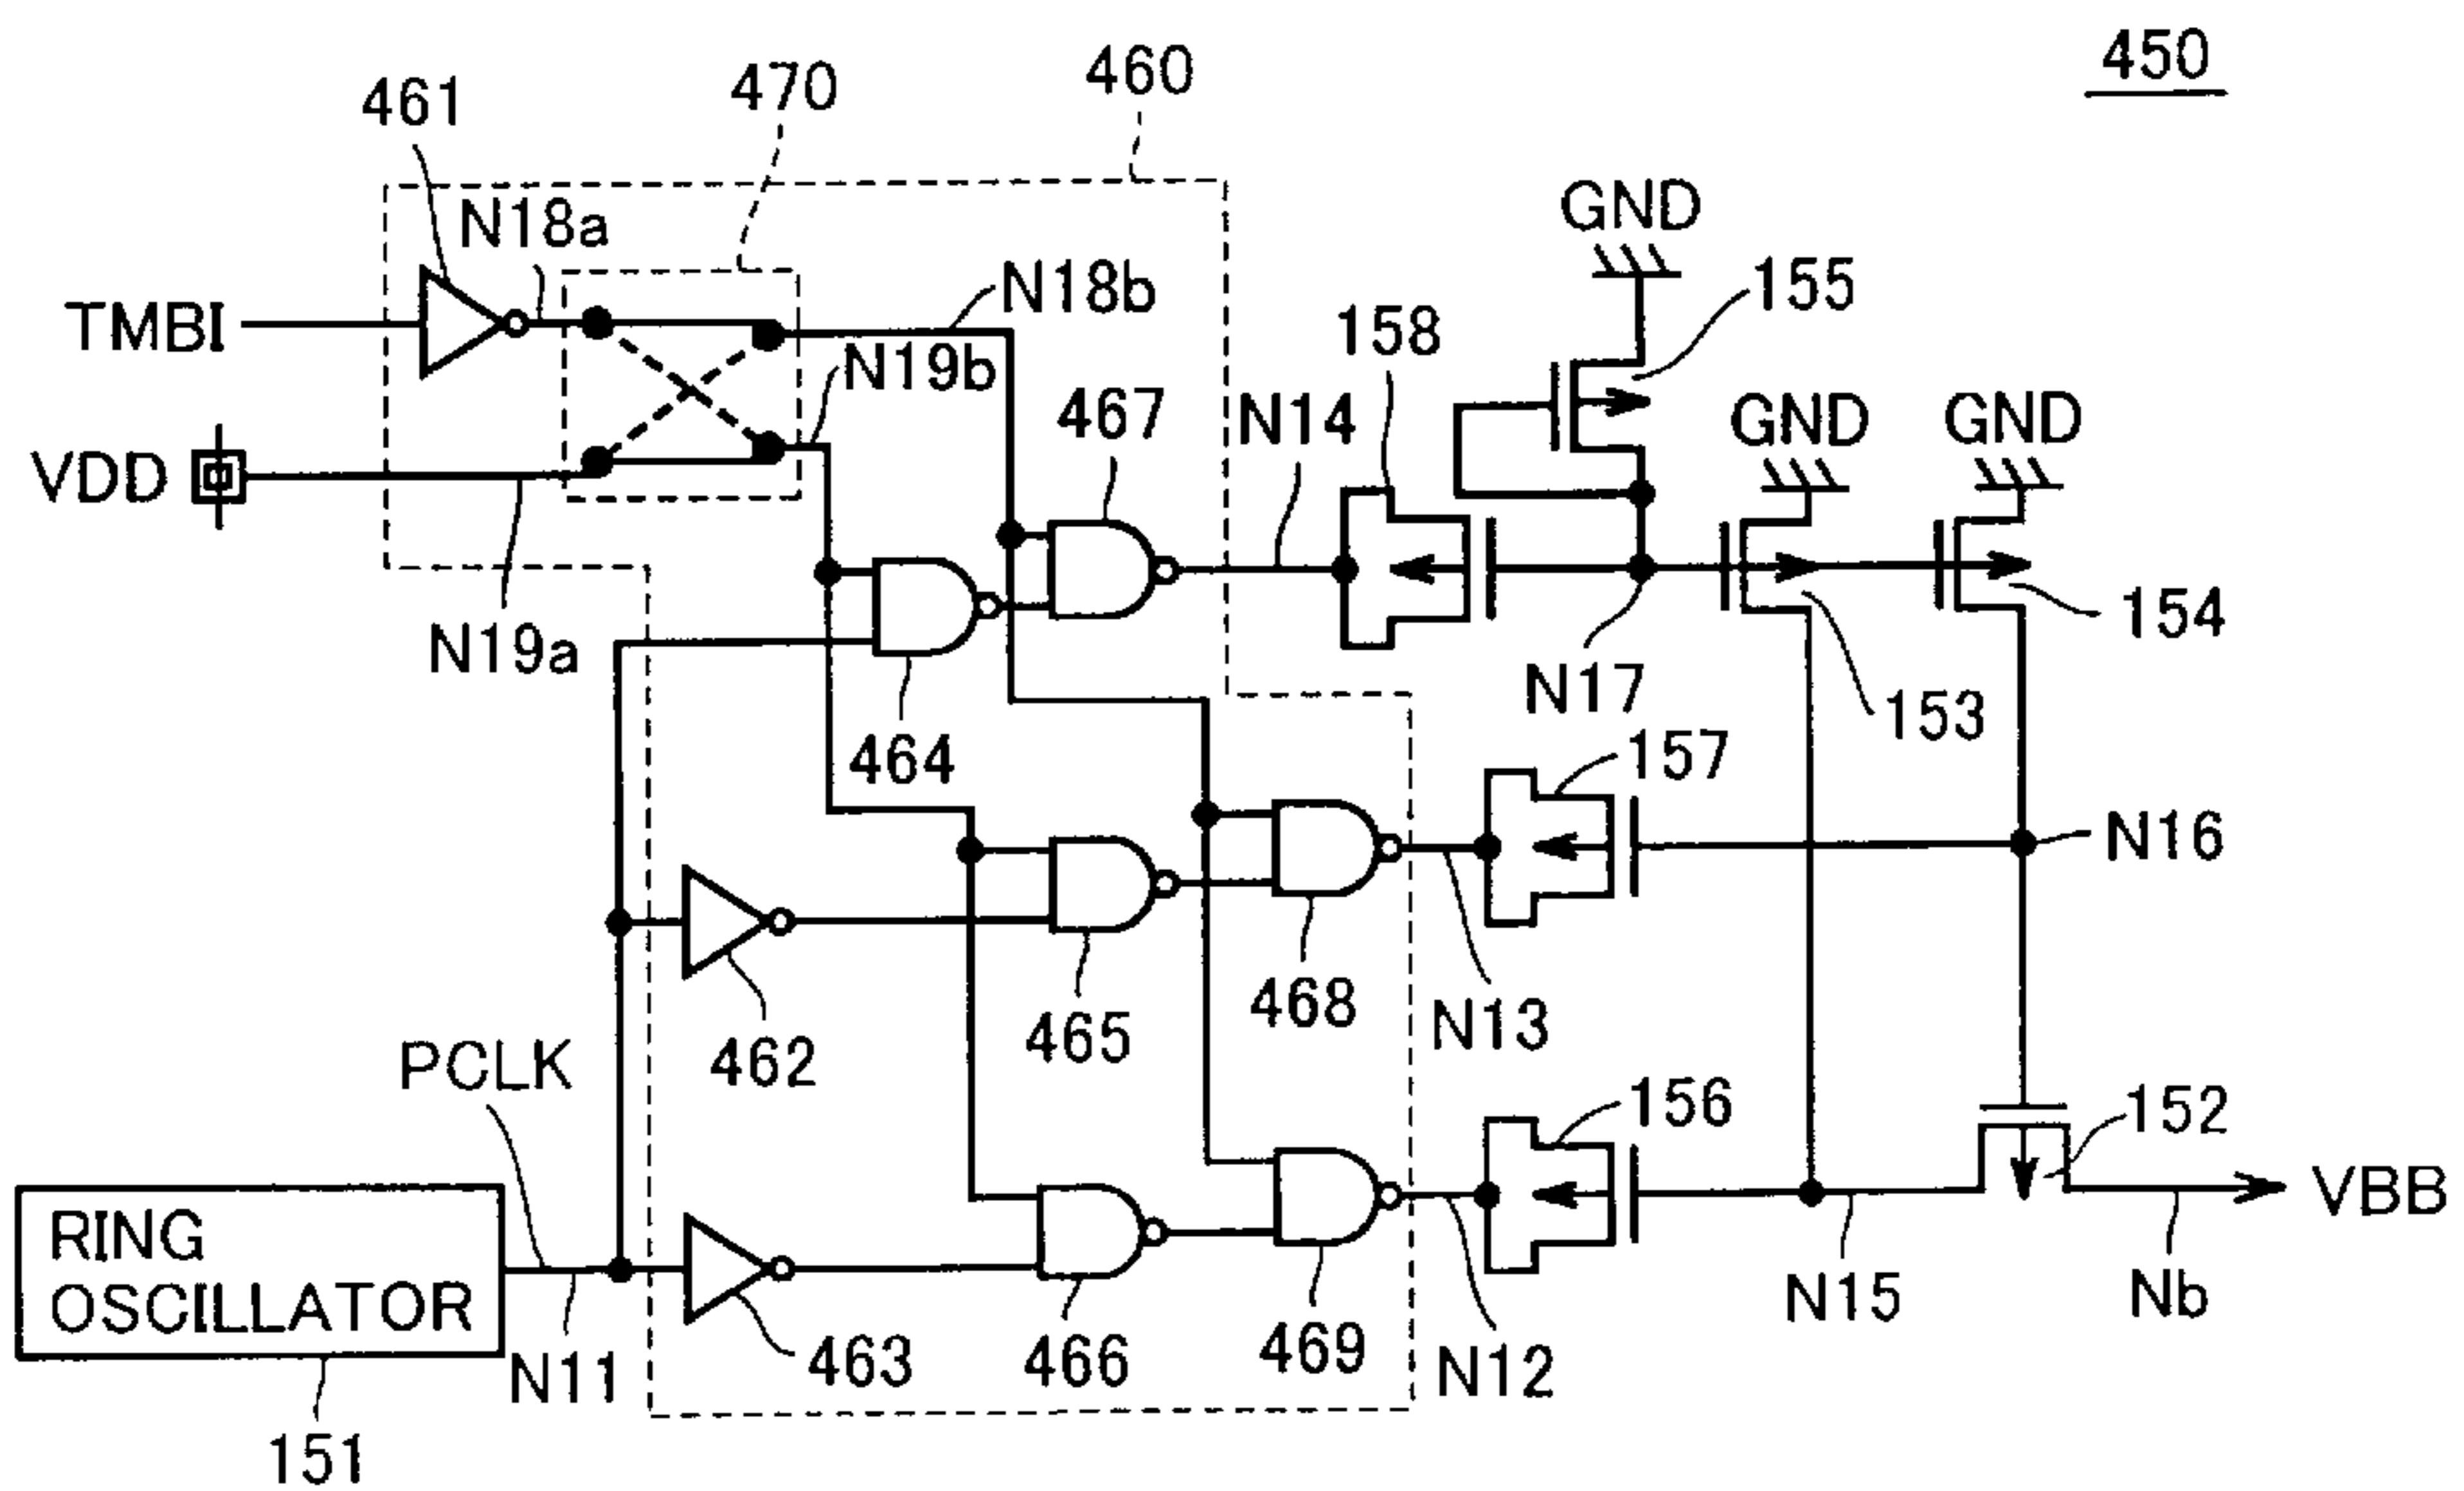 450
460
470
461
N18a
GND
N18b
155
TMBI
158
N19b
467
N14
GND
GND
VDD
154
N19a
N17
153
464
157
N16
468
N13
465
462
PCLK
156
152
VBB
RING
OSCILLATOR
N15
Nb
463
466
469
N12
N11
151